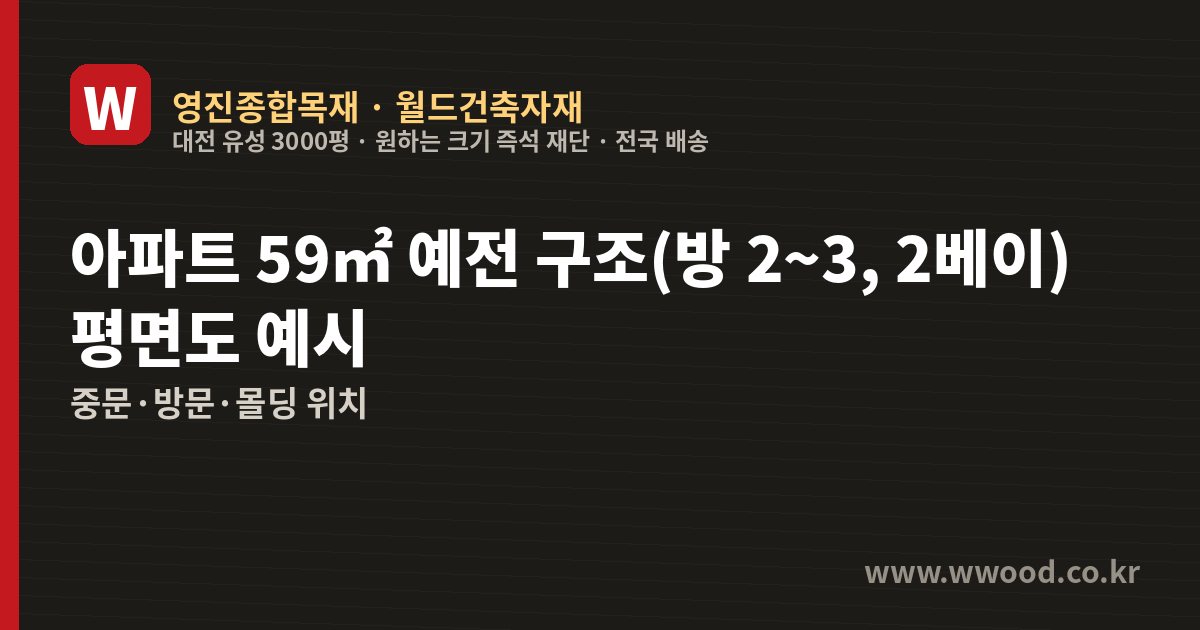 W
영진종합목재 · 월드건축자재
대전 유성 3000평 · 원하는 크기 즉석 재단 · 전국 배송
아파트 59㎡ 예전 구조(방 2~3, 2베이)
평면도 예시
중문·방문·몰딩 위치
www.wwood.co.kr